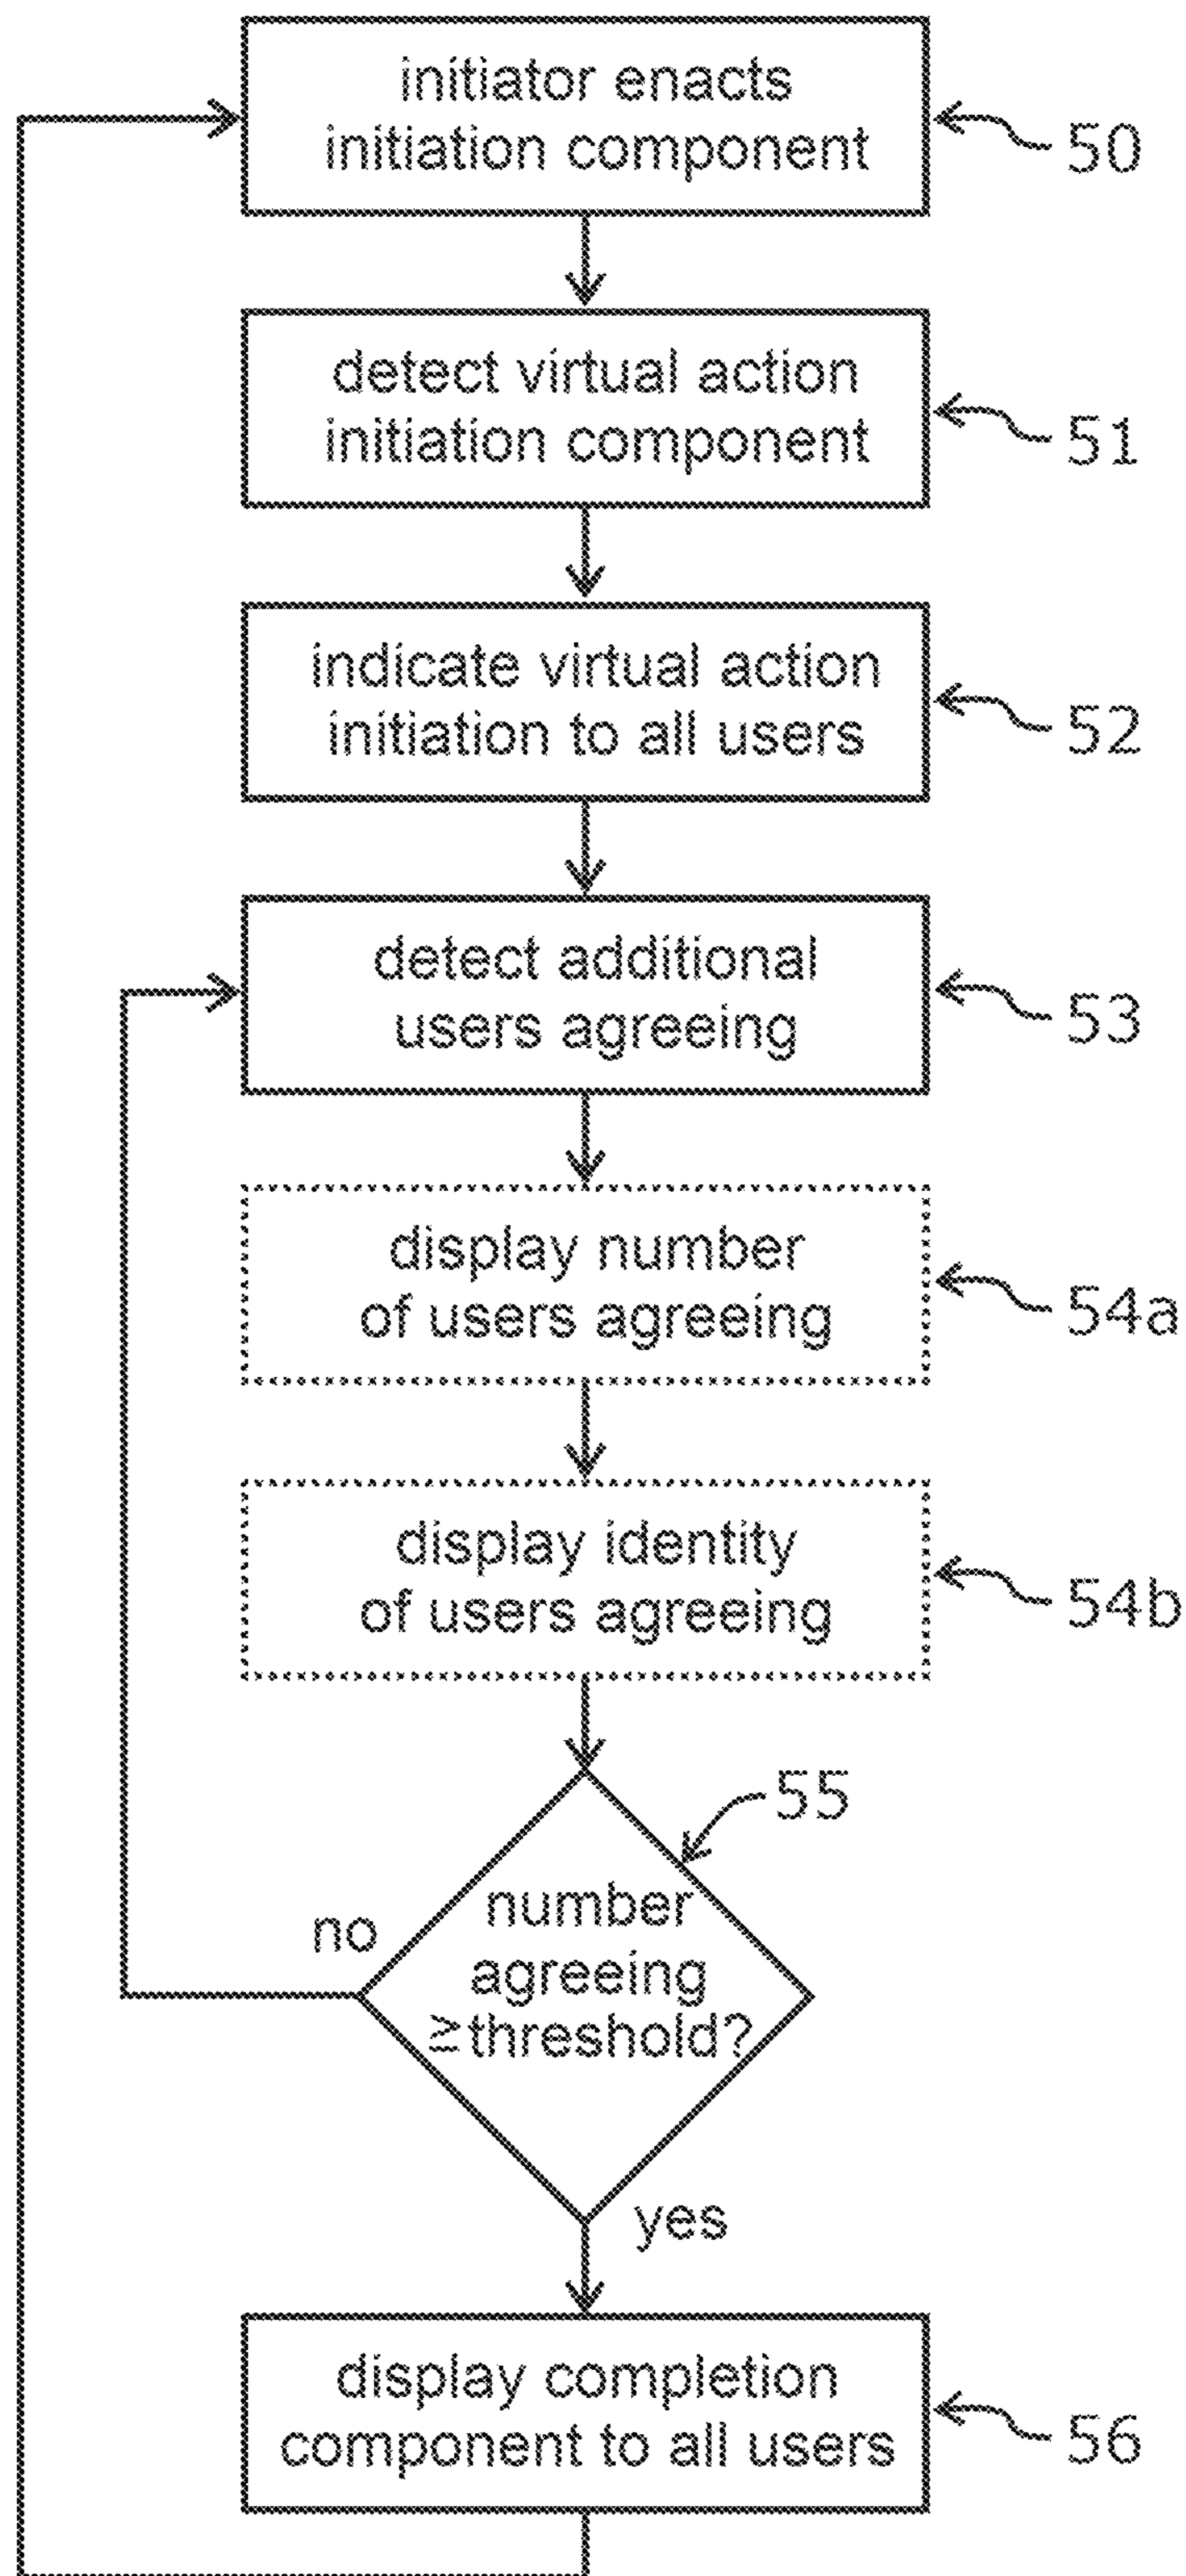 initiator enacts
initiation component
50
detect virtual action
initiation component
51
indicate virtual action
initiation to all users
52
detect additional
users agreeing
53
display number
of users agreeing
54a
display identity
of users agreeing
54b
55
number
agreeing
≥threshold?
no
yes
display completion
component to all users
56